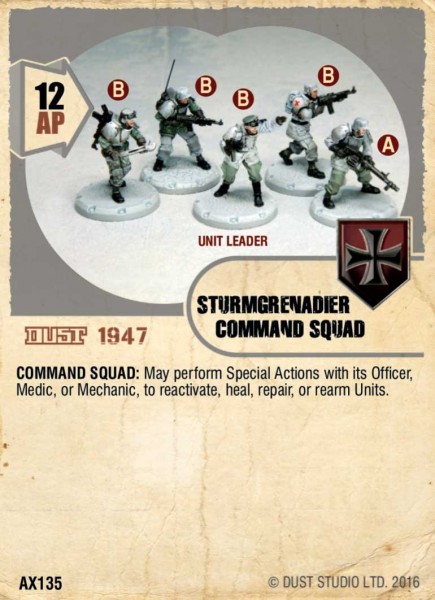 12
AP
B
B
B
B
A
UNIT LEADER
STURMGRENADIER
COMMAND SQUAD
DUST 1947
COMMAND SQUAD: May perform Special Actions with its Officer,
Medic, or Mechanic, to reactivate, heal, repair, or rearm Units.
AX135
© DUST STUDIO LTD. 2016